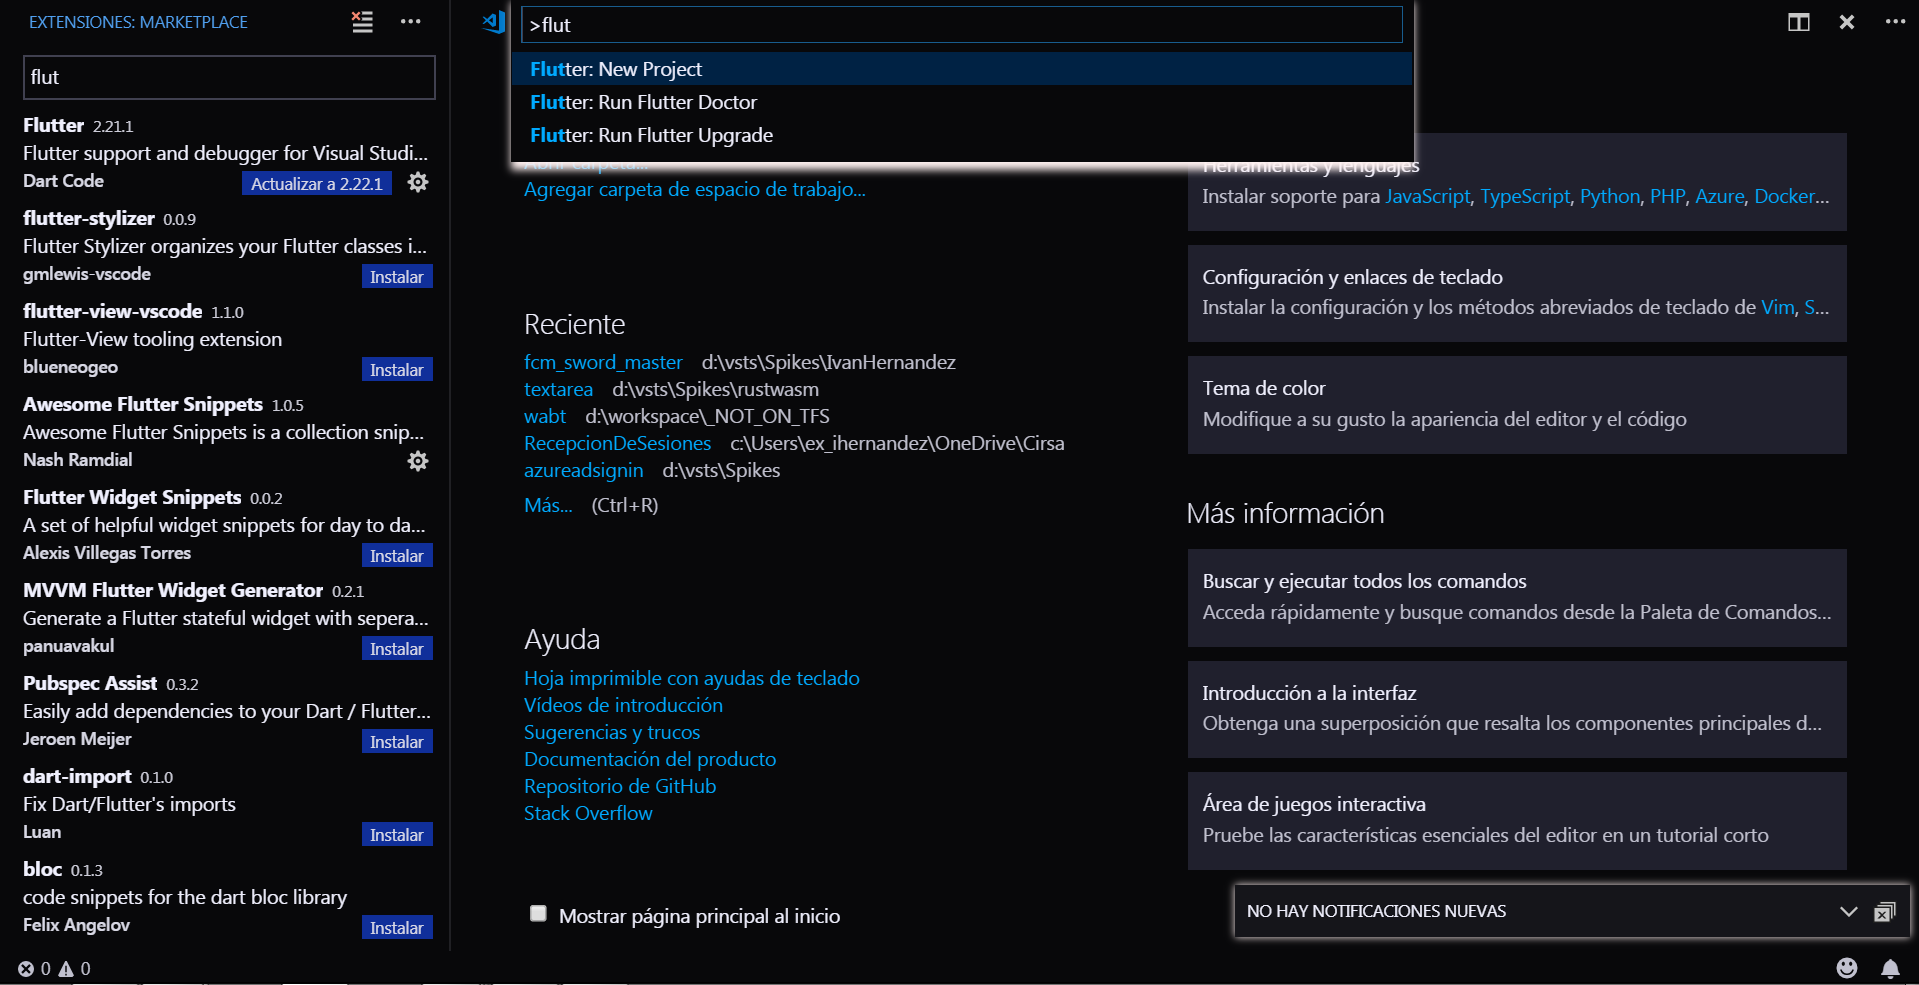 EXTENSIONES: MARKETPLACE
flut
Flutter 2.21.1
Flutter support and debugger for Visual Studi...
Dart Code
Actualizar a 2.22.1
flutter-stylizer 0.0.9
Flutter Stylizer organizes your Flutter classes i...
gmlewis-vscode
Instalar
flutter-view-vscode 1.1.0
Flutter-View tooling extension
blueneogeo
Instalar
Awesome Flutter Snippets 1.0.5
Awesome Flutter Snippets is a collection snip...
Nash Ramdial
Flutter Widget Snippets 0.0.2
A set of helpful widget snippets for day to da...
Alexis Villegas Torres
Instalar
MVVM Flutter Widget Generator 0.2.1
Generate a Flutter stateful widget with sepera...
panuavakul
Instalar
Pubspec Assist 0.3.2
Easily add dependencies to your Dart / Flutter...
Jeroen Meijer
Instalar
dart-import 0.1.0
Fix Dart/Flutter's imports
Luan
Instalar
bloc 0.1.3
code snippets for the dart bloc library
Felix Angelov
Instalar
0 0
>flut
Flutter: New Project
Flutter: Run Flutter Doctor
Flutter: Run Flutter Upgrade
Abrir carpeta...
Agregar carpeta de espacio de trabajo...
Reciente
fcm_sword_master d:\vsts\Spikes\IvanHernandez
textarea d:\vsts\Spikes\rustwasm
wabt d:\workspace\_NOT_ON_TFS
RecepcionDeSesiones c:\Users\ex_ihernandez\OneDrive\Cirsa
azureadsignin d:\vsts\Spikes
Más... (Ctrl+R)
Ayuda
Hoja imprimible con ayudas de teclado
Vídeos de introducción
Sugerencias y trucos
Documentación del producto
Repositorio de GitHub
Stack Overflow
Mostrar página principal al inicio
Herramientas y lenguajes
Instalar soporte para JavaScript, TypeScript, Python, PHP, Azure, Docker...
Configuración y enlaces de teclado
Instalar la configuración y los métodos abreviados de teclado de Vim, S...
Tema de color
Modifique a su gusto la apariencia del editor y el código
Más información
Buscar y ejecutar todos los comandos
Acceda rápidamente y busque comandos desde la Paleta de Comandos...
Introducción a la interfaz
Obtenga una superposición que resalta los componentes principales d...
Área de juegos interactiva
Pruebe las características esenciales del editor en un tutorial corto
NO HAY NOTIFICACIONES NUEVAS